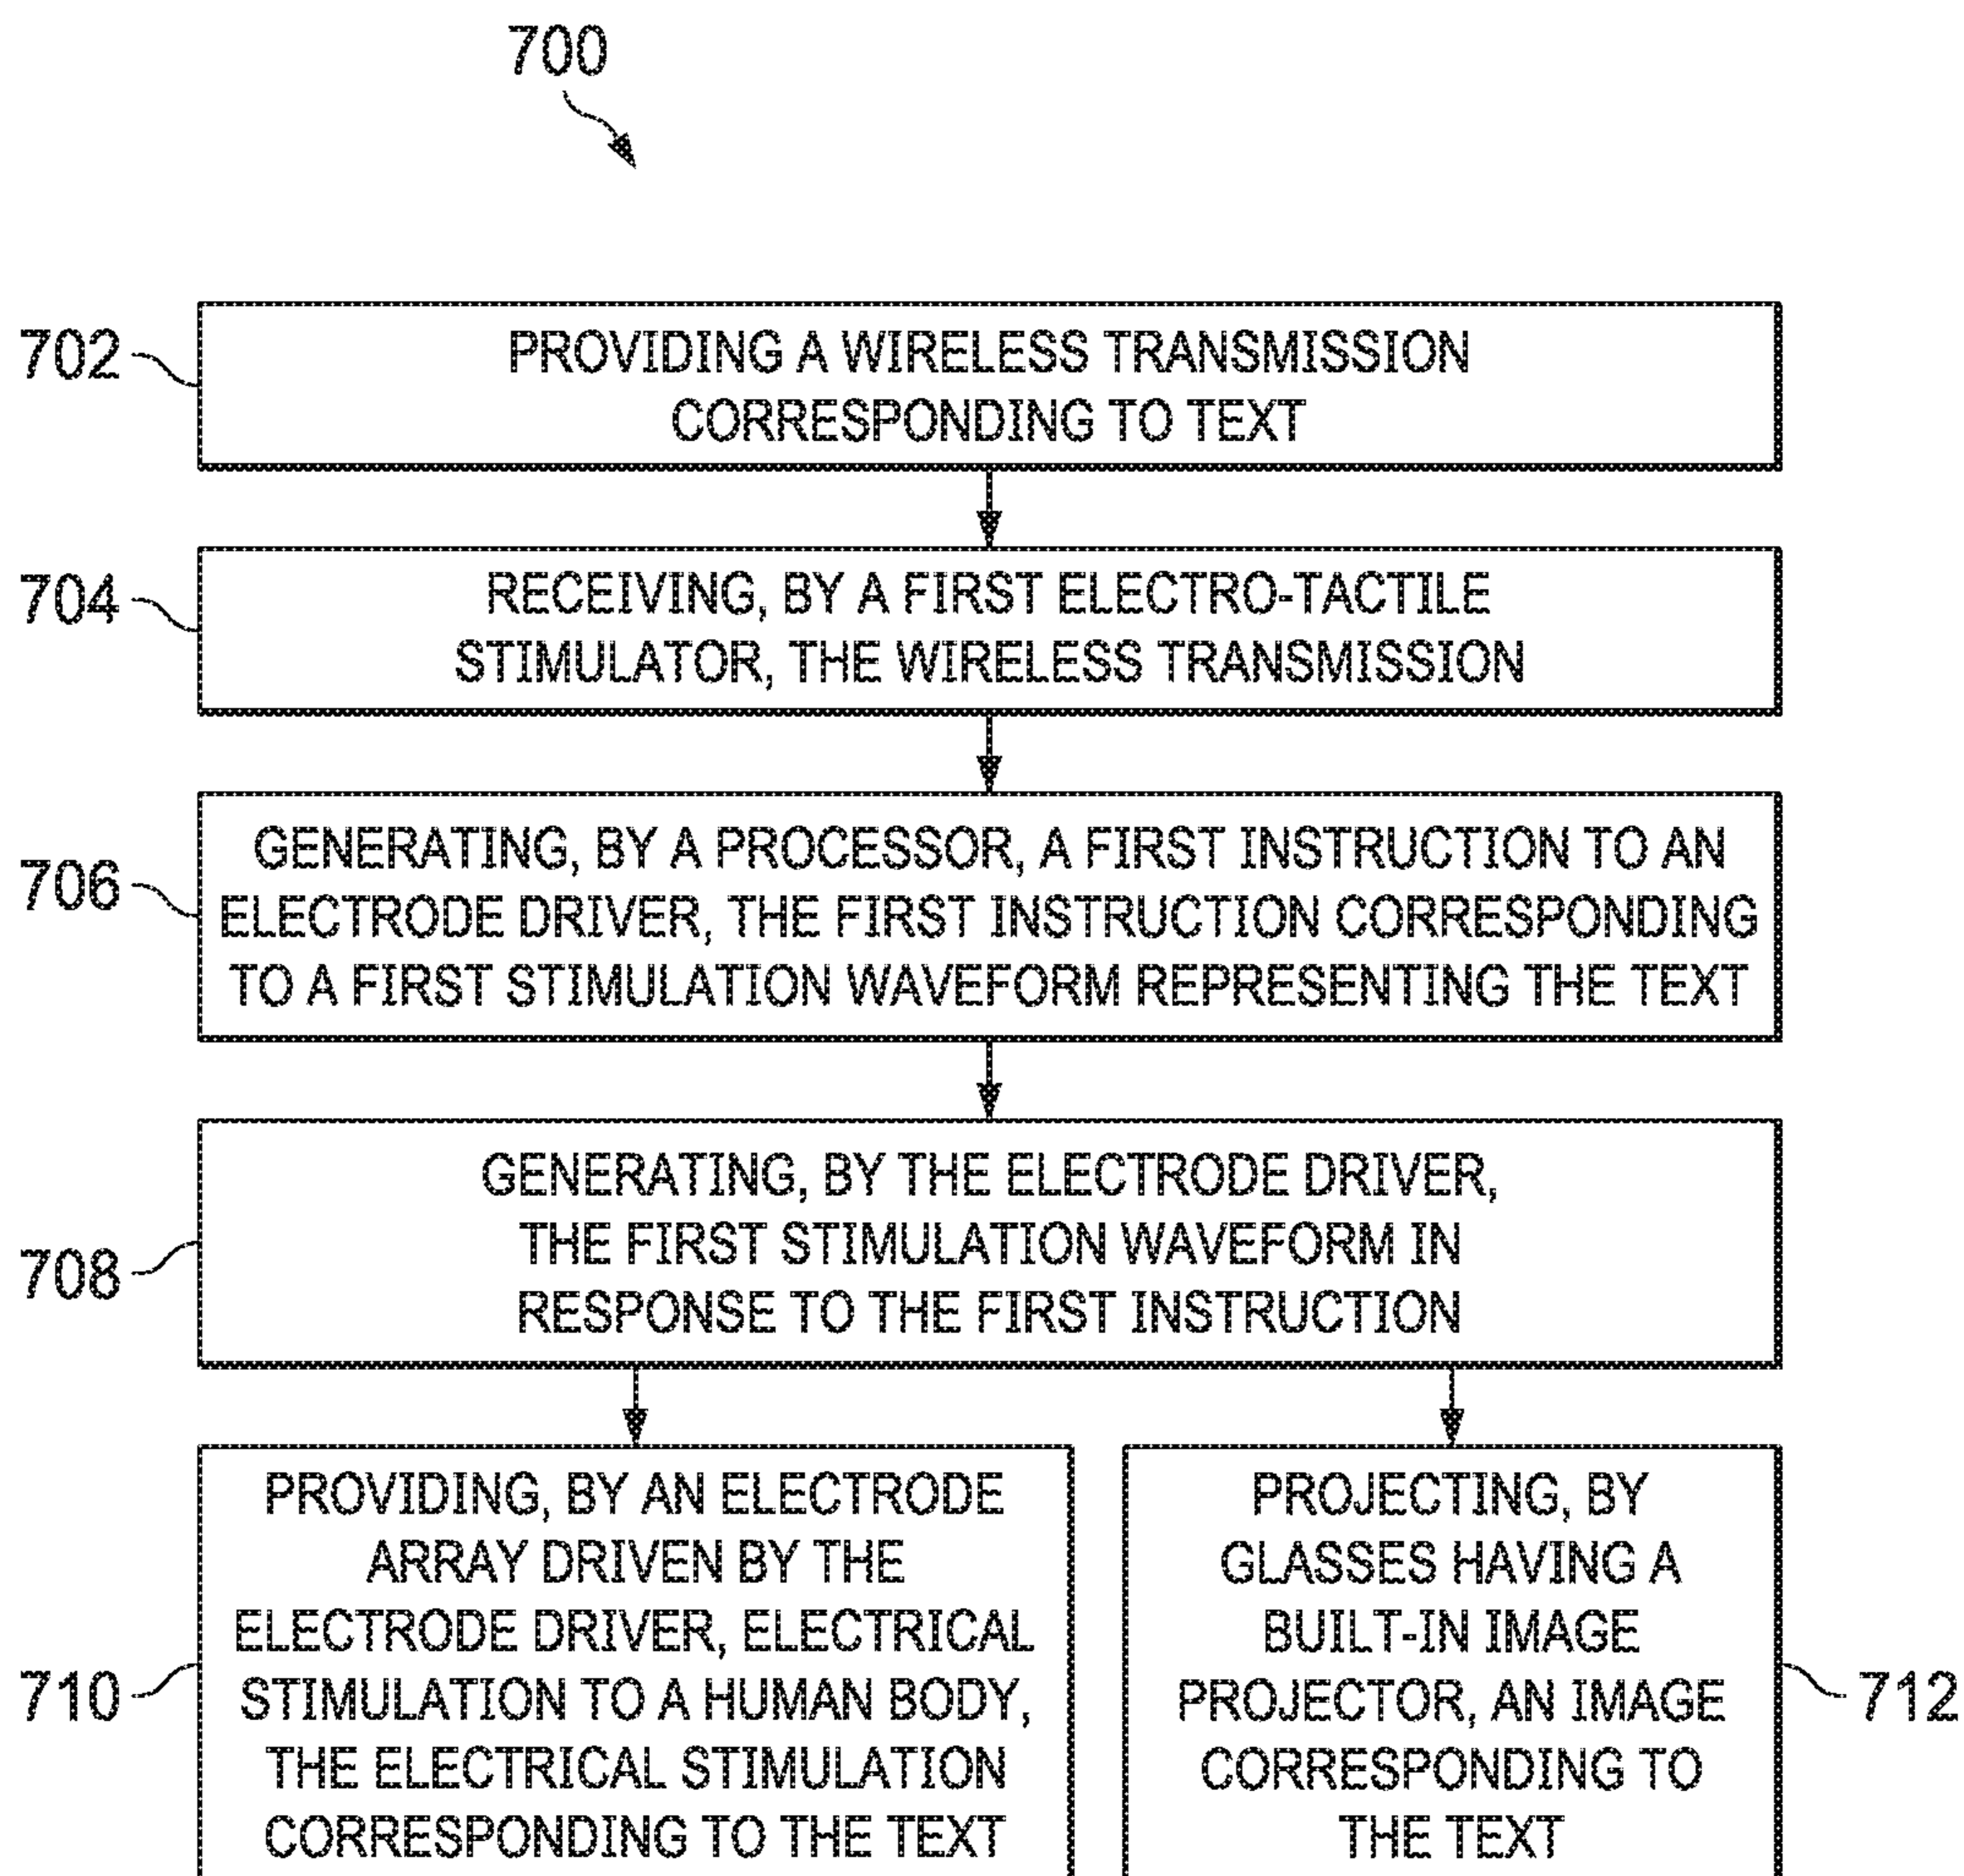 700
702
PROVIDING A WIRELESS TRANSMISSION
CORRESPONDING TO TEXT
704
RECEIVING, BY A FIRST ELECTRO-TACTILE
STIMULATOR, THE WIRELESS TRANSMISSION
706
GENERATING, BY A PROCESSOR, A FIRST INSTRUCTION TO AN
ELECTRODE DRIVER, THE FIRST INSTRUCTION CORRESPONDING
TO A FIRST STIMULATION WAVEFORM REPRESENTING THE TEXT
708
GENERATING, BY THE ELECTRODE DRIVER,
THE FIRST STIMULATION WAVEFORM IN
RESPONSE TO THE FIRST INSTRUCTION
710
PROVIDING, BY AN ELECTRODE
ARRAY DRIVEN BY THE
ELECTRODE DRIVER, ELECTRICAL
STIMULATION TO A HUMAN BODY,
THE ELECTRICAL STIMULATION
CORRESPONDING TO THE TEXT
PROJECTING, BY
GLASSES HAVING A
BUILT-IN IMAGE
PROJECTOR, AN IMAGE
CORRESPONDING TO
THE TEXT
712